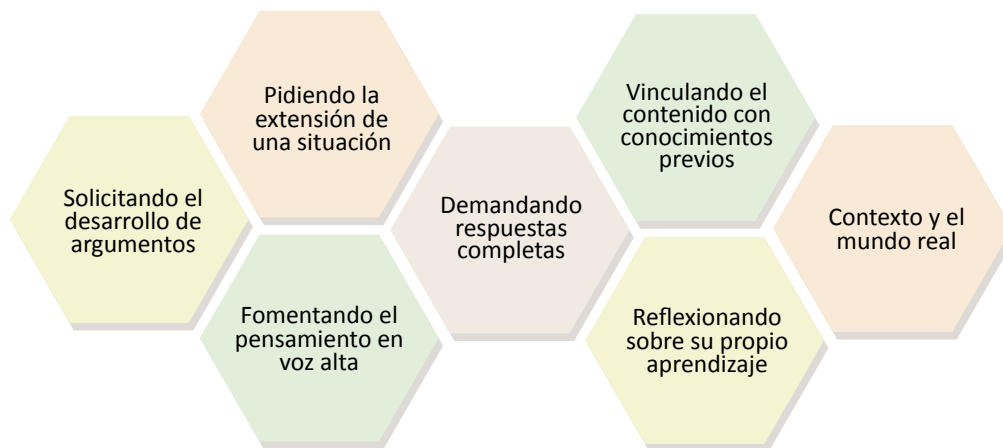 Solicitando el
desarrollo de
argumentos
Pidiendo la
extensión de
una situación
Fomentando el
pensamiento en
voz alta
Demandando
respuestas
completas
Vinculando el
contenido con
conocimientos
previos
Reflexionando
sobre su propio
aprendizaje
Contexto y el
mundo real